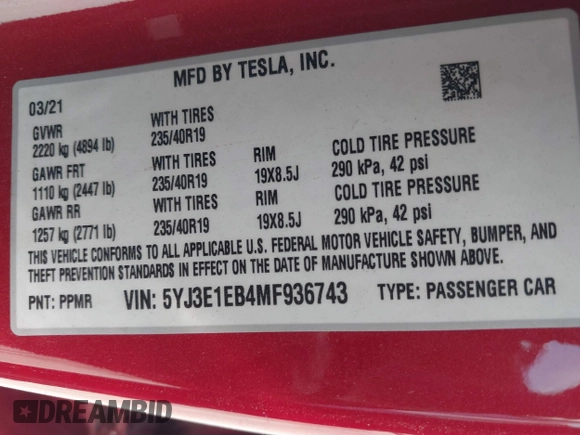 MFD BY TESLA, INC.
03/21
GVWR WITH TIRES
2220 kg (4894 lb) 235/40R19
GAWR FRT WITH TIRES RIM COLD TIRE PRESSURE
1110 kg (2447 lb) 235/40R19 19X8.5J 290 kPa, 42 psi
GAWR RR WITH TIRES RIM COLD TIRE PRESSURE
1257 kg (2771 lb) 235/40R19 19X8.5J 290 kPa, 42 psi
THIS VEHICLE CONFORMS TO ALL APPLICABLE U.S. FEDERAL MOTOR VEHICLE SAFETY, BUMPER, AND
THEFT PREVENTION STANDARDS IN EFFECT ON THE DATE OF MANUFACTURE SHOWN ABOVE.
PNT: PPMR VIN: 5YJ3E1EB4MF936743 TYPE: PASSENGER CAR
DREAMBID